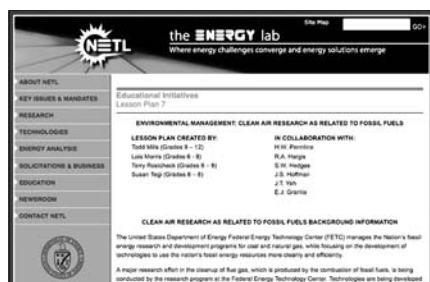 Site Map
GO>
NETL
the ENERGY lab
Where energy challenges converge and energy solutions emerge
ABOUT NETL
KEY ISSUES & MANDATES
RESEARCH
TECHNOLOGIES
ENERGY ANALYSIS
SOLICITATIONS & BUSINESS
EDUCATION
NEWSROOM
CONTACT NETL
Educational Initiatives
Lesson Plan 7
ENVIRONMENTAL MANAGEMENT: CLEAN AIR RESEARCH AS RELATED TO FOSSIL FUELS
LESSON PLAN CREATED BY:
Todd Mills (Grades 9 – 12)
Lois Morris (Grades 6 - 8)
Terry (Grades 6 – 8)
Susan Tegi (Grades 6 – 8)
IN COLLABORATION WITH:
H.W. Pennline
R.A. Hargis
S.W. Hedges
J.S. Hoffman
J.T. Yeh
E.J. Granite
CLEAN AIR RESEARCH AS RELATED TO FOSSIL FUELS BACKGROUND INFORMATION
The United States Department of Energy Federal Energy Technology Center (FETC) manages the Nation's fossil
energy research and development programs for coal and natural gas, while focusing on the development of
technologies to use the nation's fossil energy resources more cleanly and efficiently.
A major research effort in the cleanup of flue gas, which is produced by the combustion of fossil fuels, is being
conducted by the research program at the Federal Energy Technology Center. Technologies are being developed